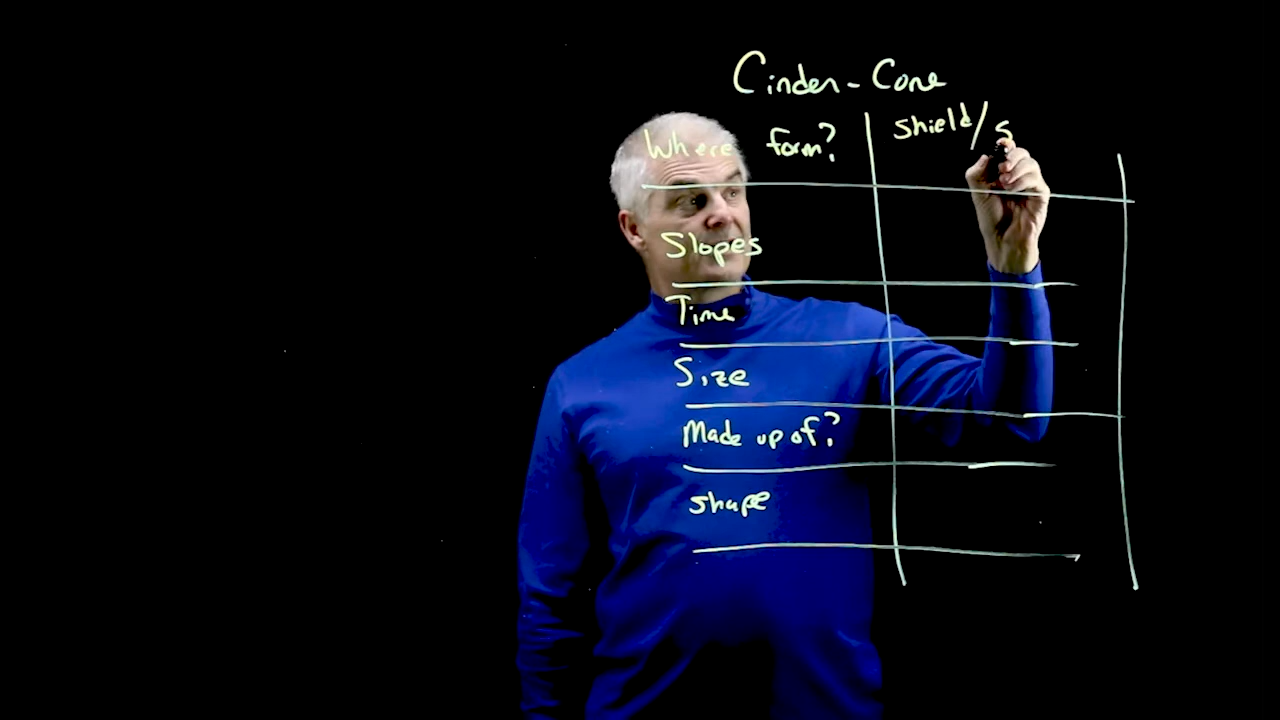 Cinder-Cone
Where form? shield/s
Slopes
Time
Size
Made up of?
shape